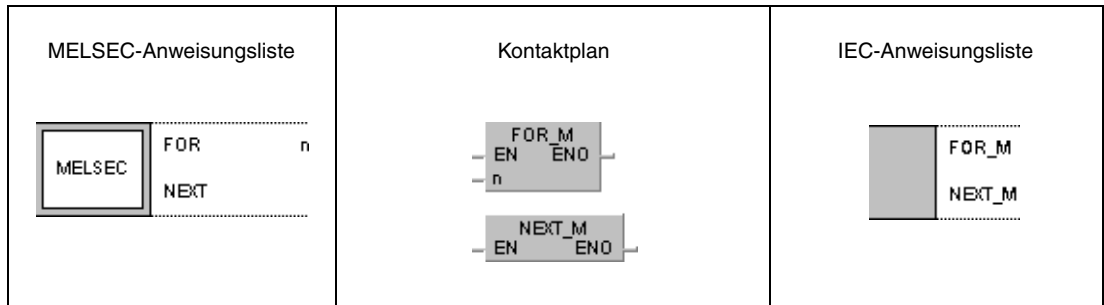 MELSEC-Anweisungsliste
Kontaktplan
IEC-Anweisungsliste
MELSEC
FOR n
NEXT
FOR_M
EN ENO
n
NEXT_M
EN ENO
FOR_M
NEXT_M